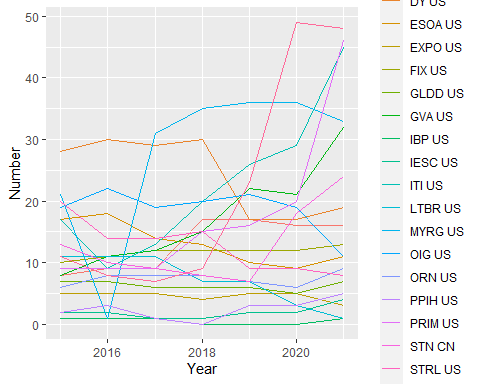 50
40
30
20
10
0
2016
2018
2020
Year
Number
DY US
ESOA US
EXPO US
FIX US
GLDD US
GVA US
IBP US
IESC US
ITI US
LTBR US
MYRG US
OIG US
ORN US
PPIH US
PRIM US
STN CN
STRL US